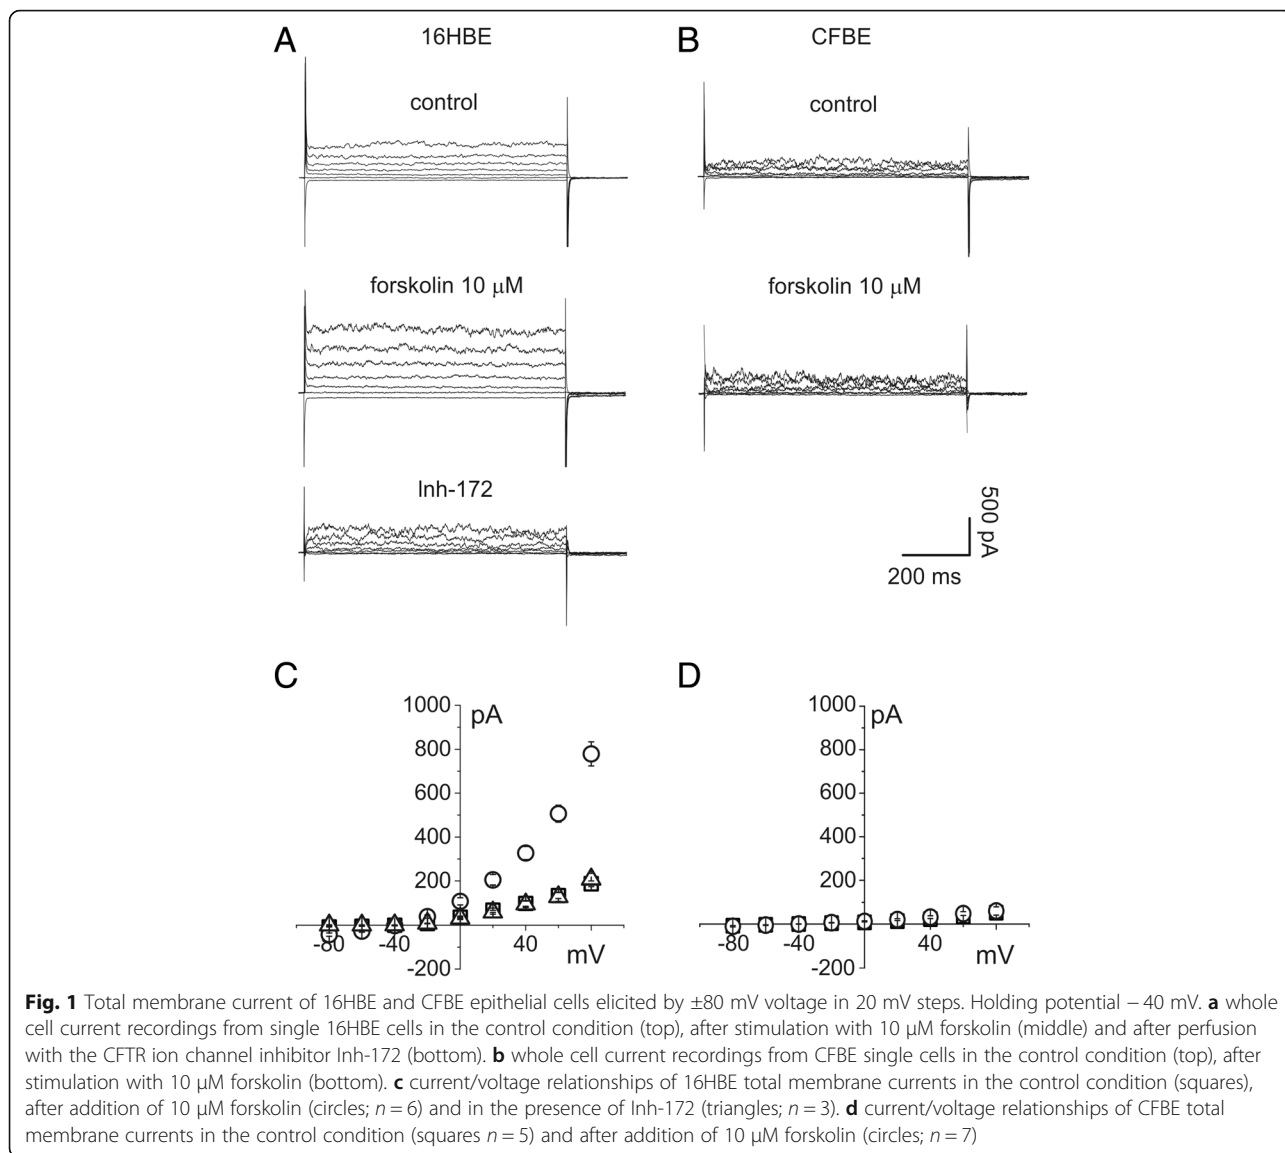 A
16HBE
B
CFBE
control
control
forskolin 10 μM
forskolin 10 μM
Inh-172
500 pA
200 ms
C
D
1000
pA
800
600
400
200
-80
-40
40
mV
-200
1000
pA
800
600
400
200
-80
-40
40
mV
-200
Fig. 1 Total membrane current of 16HBE and CFBE epithelial cells elicited by ±80 mV voltage in 20 mV steps. Holding potential − 40 mV. a whole
cell current recordings from single 16HBE cells in the control condition (top), after stimulation with 10 μM forskolin (middle) and after perfusion
with the CFTR ion channel inhibitor Inh-172 (bottom). b whole cell current recordings from CFBE single cells in the control condition (top), after
stimulation with 10 μM forskolin (bottom). c current/voltage relationships of 16HBE total membrane currents in the control condition (squares),
after addition of 10 μM forskolin (circles; n = 6) and in the presence of Inh-172 (triangles; n = 3). d current/voltage relationships of CFBE total
membrane currents in the control condition (squares n = 5) and after addition of 10 μM forskolin (circles; n = 7)